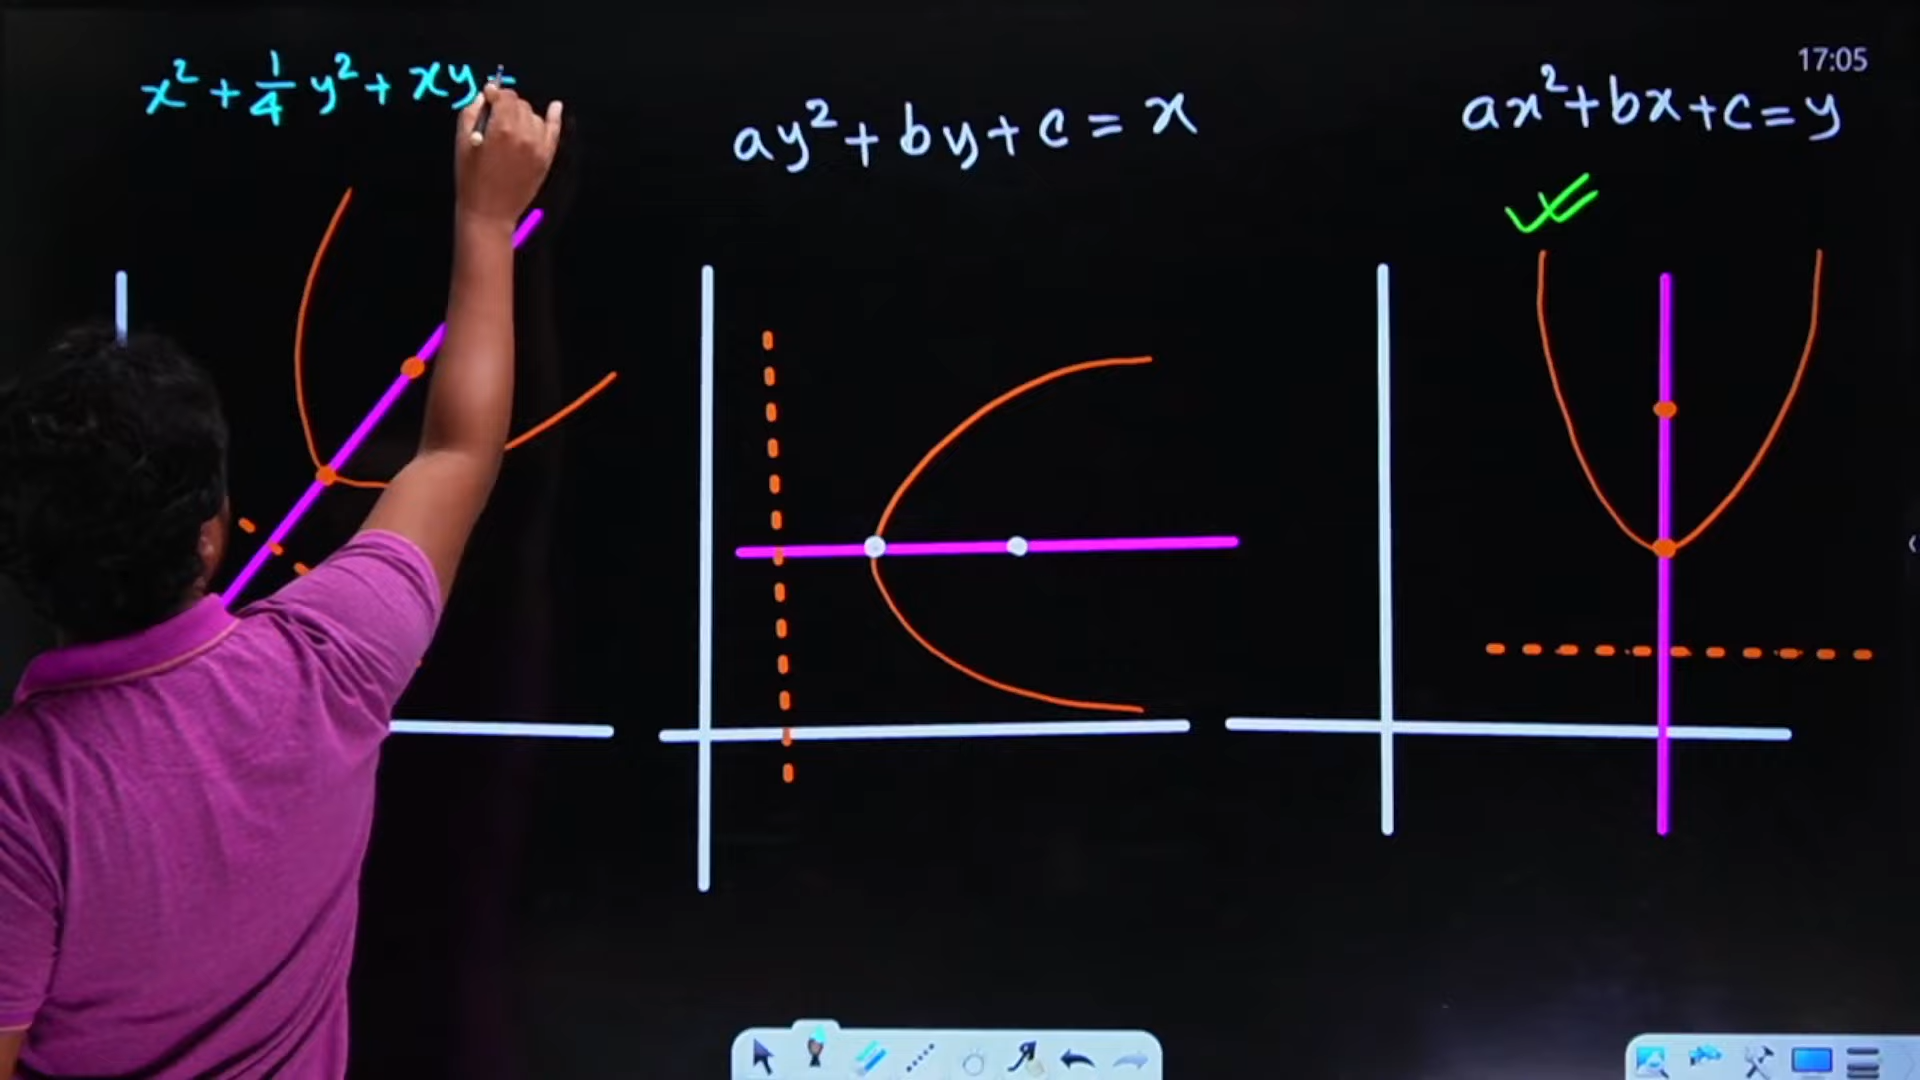 x² + 1/4 y² + xy +
ay² + by + c = x
17:05
ax² + bx + c = y